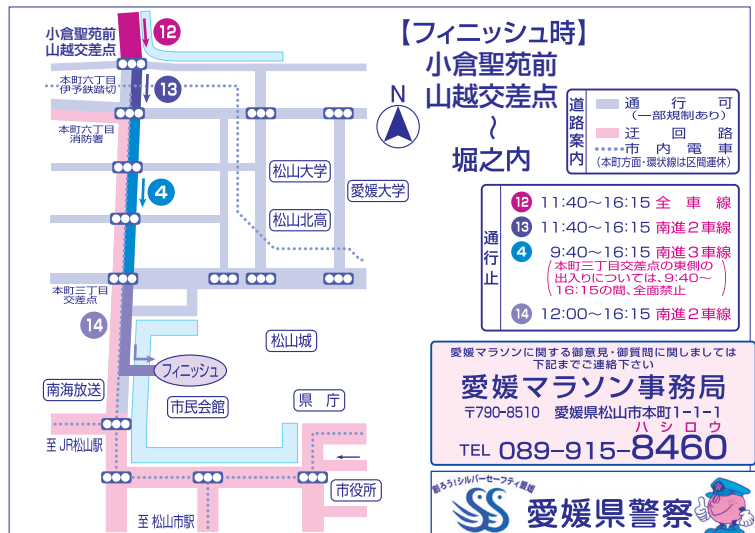 小倉聖苑前
山越交差点
12
本町六丁目
伊予鉄踏切
13
本町六丁目
消防署
松山大学
愛媛大学
4
松山北高
本町三丁目
交差点
14
松山城
フィニッシュ
南海放送
市民会館
県庁
至 JR松山駅
市役所
至 松山市駅
N
【フィニッシュ時】
小倉聖苑前
山越交差点
~
堀之内
道路案内
通行可
(一部規制あり)
迂回路
市内電車
(本町方面・環状線は区間運休)
通行止
12 11:40~16:15 全車線
13 11:40~16:15 南進2車線
4 9:40~16:15 南進3車線
(本町三丁目交差点の東側の
出入りについては、9:40~
16:15の間、全面禁止)
14 12:00~16:15 南進2車線
愛媛マラソンに関する御意見・御質問に関しましては
下記までご連絡下さい
愛媛マラソン事務局
〒790-8510 愛媛県松山市本町1-1-1
ハシロウ
TEL 089-915-8460
創ろう!シルバーセーフティ愛媛
愛媛県警察